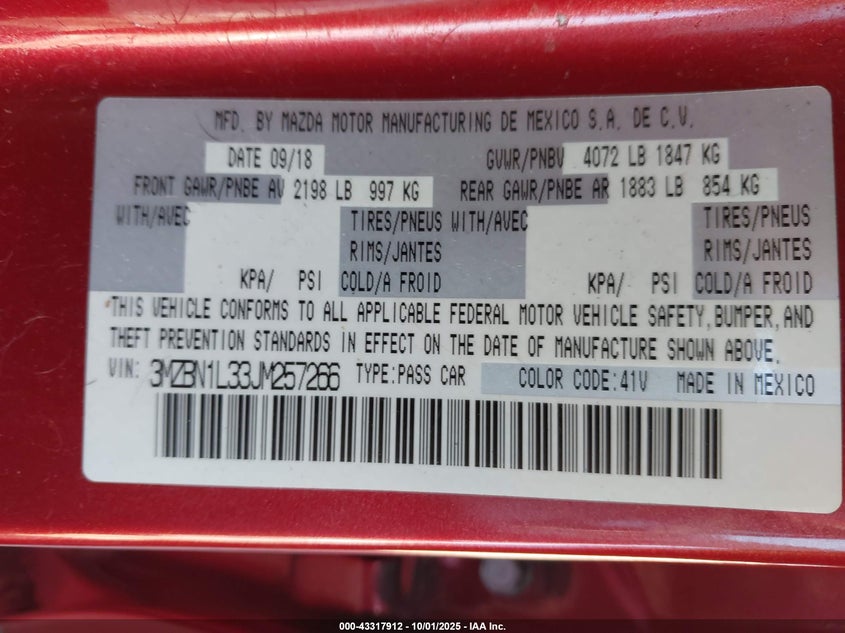 MFD. BY MAZDA MOTOR MANUFACTURING DE MEXICO S.A. DE C.V.
DATE 09/18 GVWR/PNBV 4072 LB 1847 KG
FRONT GAWR/PNBE AV 2198 LB 997 KG REAR GAWR/PNBE AR 1883 LB 854 KG
WITH/AVEC TIRES/PNEUS WITH/AVEC TIRES/PNEUS
RIMS/JANTES RIMS/JANTES
KPA/ PSI COLD/A FROID KPA/ PSI COLD/A FROID
THIS VEHICLE CONFORMS TO ALL APPLICABLE FEDERAL MOTOR VEHICLE SAFETY, BUMPER, AND
THEFT PREVENTION STANDARDS IN EFFECT ON THE DATE OF MANUFACTURE SHOWN ABOVE.
VIN: 3MZBN1L33JM257266 TYPE:PASS CAR COLOR CODE:41V MADE IN MEXICO
000-43317912 • 10/01/2025 • IAA Inc.